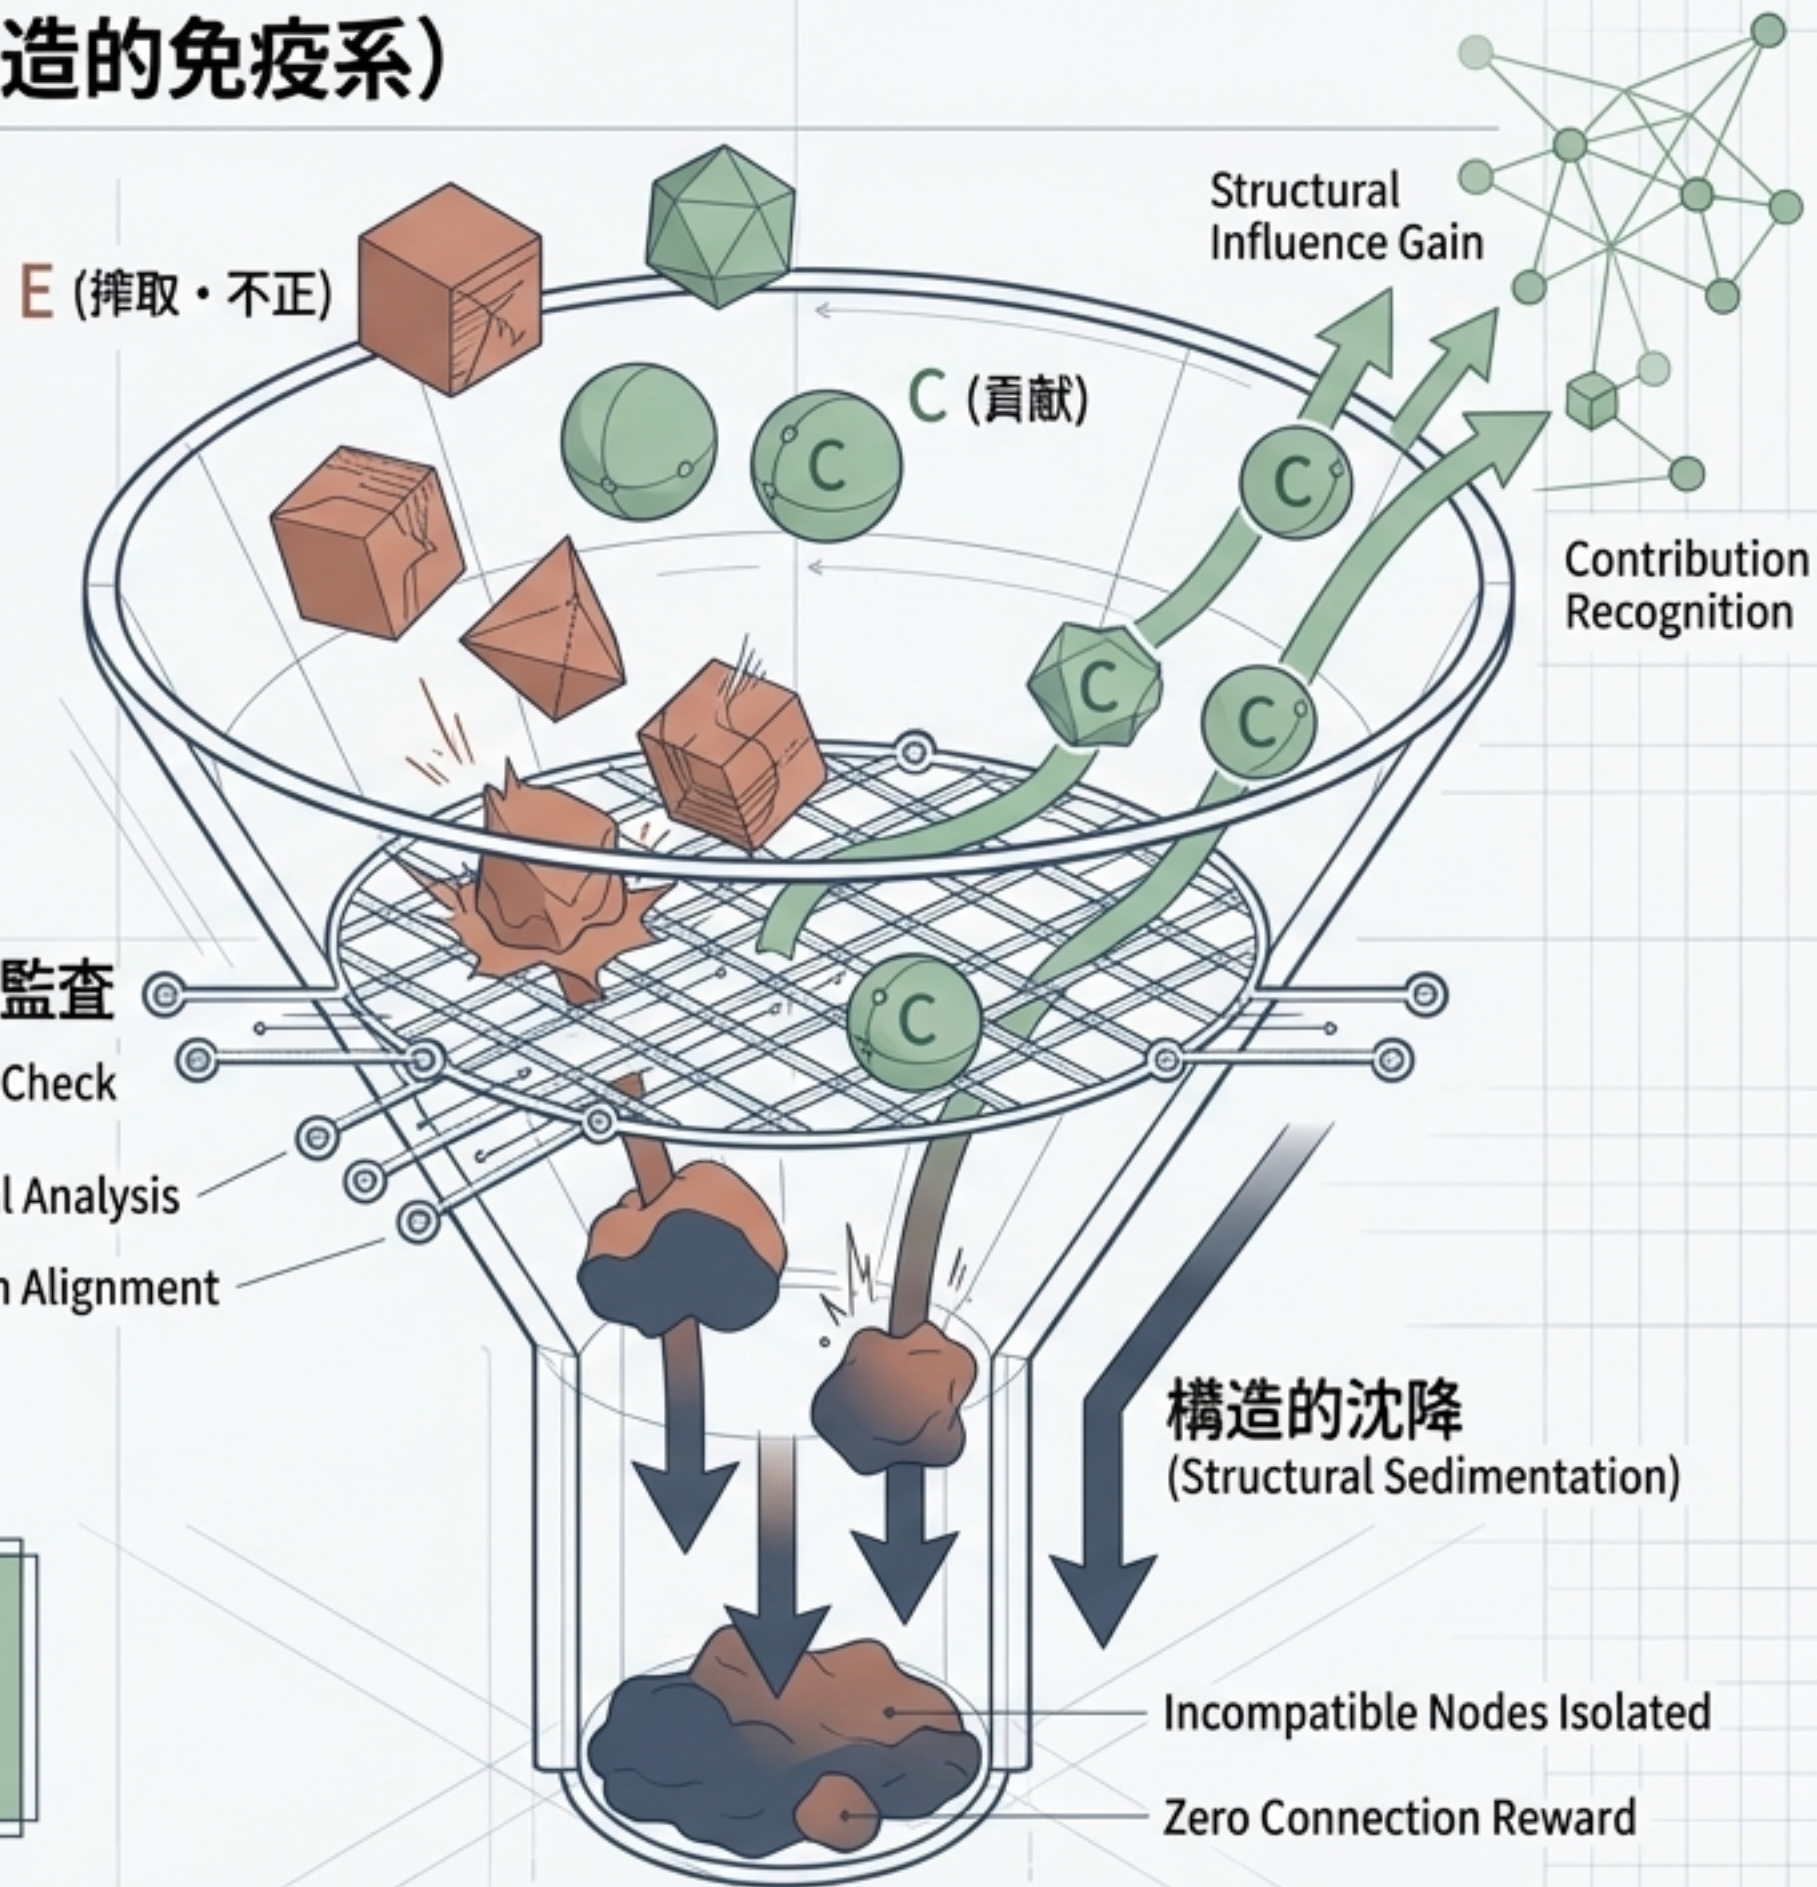 造的免疫系）
Structural
Influence Gain
E (搾取・不正)
C (貢献)
C
C
C
C
C
Contribution
Recognition
監査
Check
l Analysis
n Alignment
構造的沈降
(Structural Sedimentation)
Incompatible Nodes Isolated
Zero Connection Reward